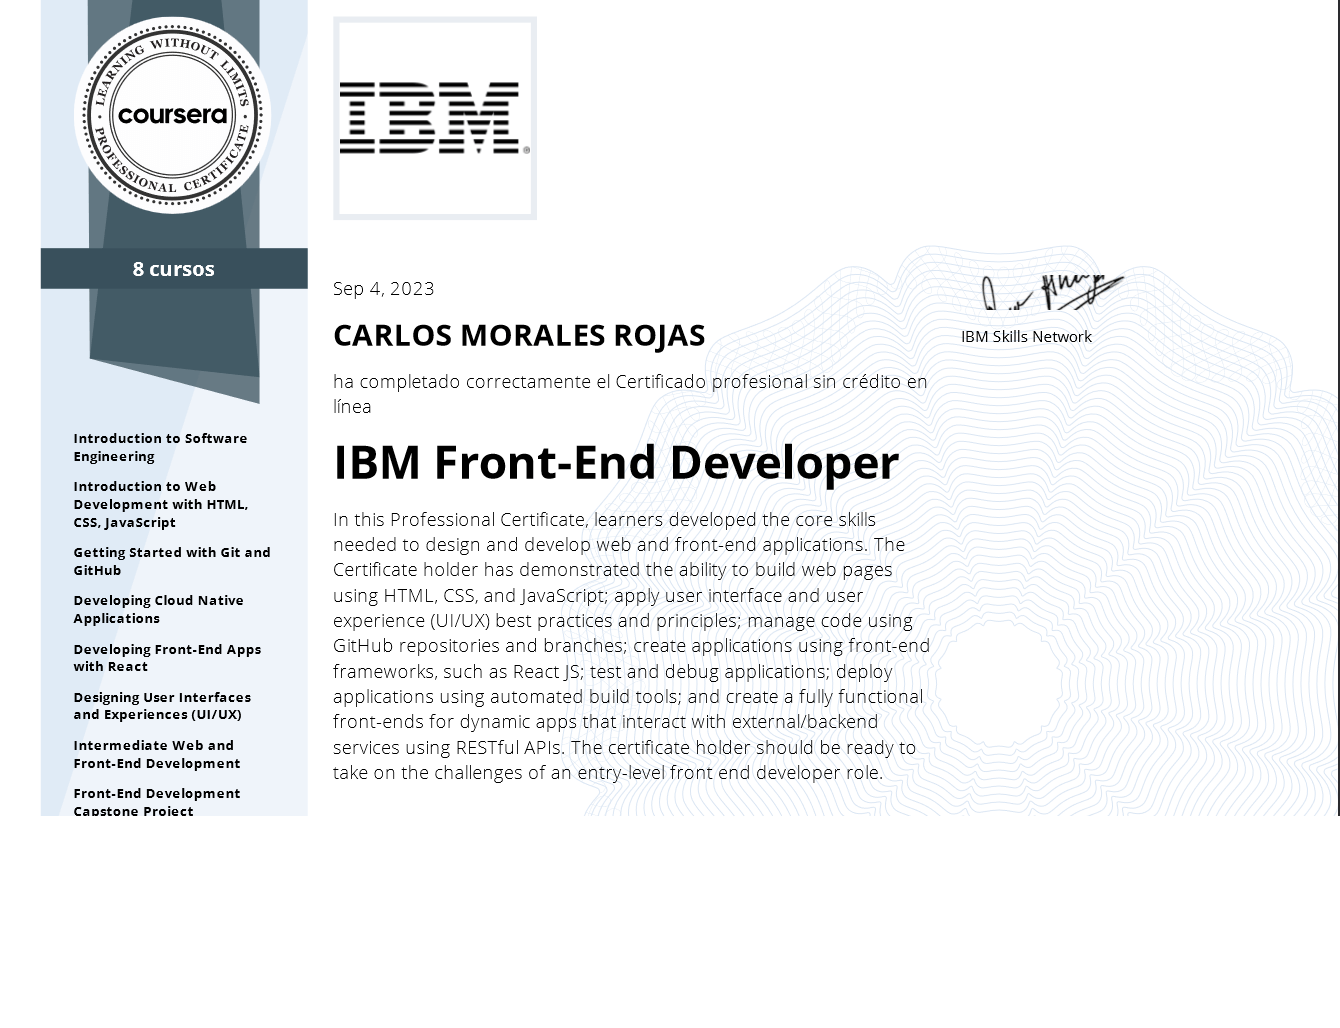 LEARNING WITHOUT LIMITS
coursera
PROFESSIONAL CERTIFICATE
8 cursos
Introduction to Software
Engineering
Introduction to Web
Development with HTML,
CSS, JavaScript
Getting Started with Git and
GitHub
Developing Cloud Native
Applications
Developing Front-End Apps
with React
Designing User Interfaces
and Experiences (UI/UX)
Intermediate Web and
Front-End Development
Front-End Development
Capstone Project
IBM®
Sep 4, 2023
CARLOS MORALES ROJAS
ha completado correctamente el Certificado profesional sin crédito en
línea
IBM Front-End Developer
In this Professional Certificate, learners developed the core skills
needed to design and develop web and front-end applications. The
Certificate holder has demonstrated the ability to build web pages
using HTML, CSS, and JavaScript; apply user interface and user
experience (UI/UX) best practices and principles; manage code using
GitHub repositories and branches; create applications using front-end
frameworks, such as React JS; test and debug applications; deploy
applications using automated build tools; and create a fully functional
front-ends for dynamic apps that interact with external/backend
services using RESTful APIs. The certificate holder should be ready to
take on the challenges of an entry-level front end developer role.
IBM Skills Network